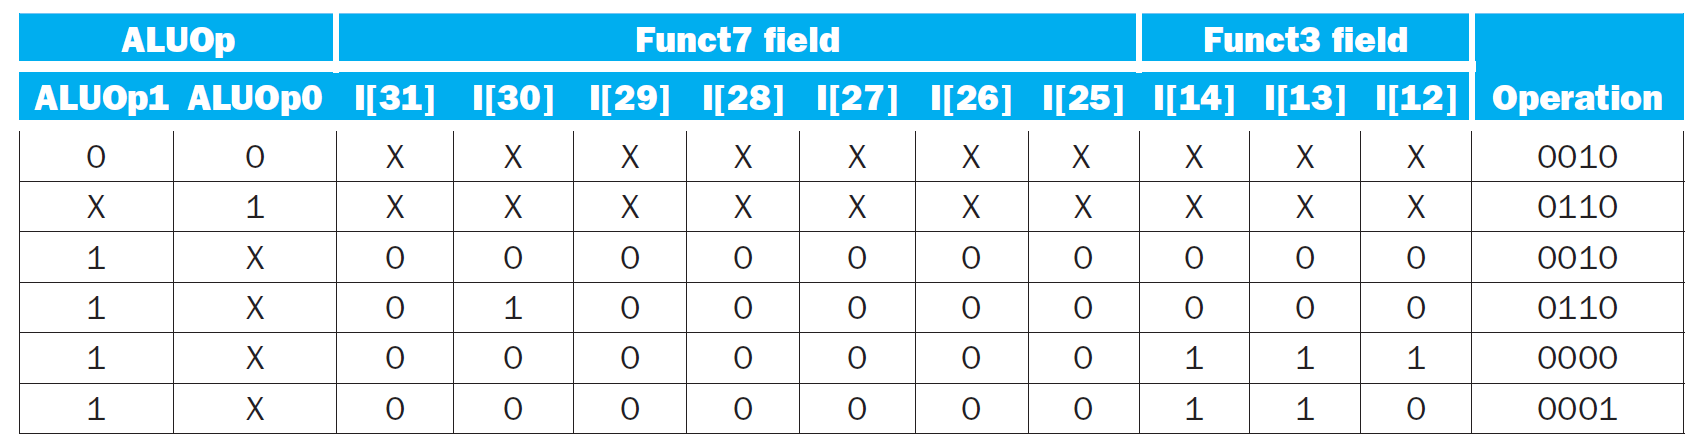 ALUOp Funct7 field Funct3 field
ALUOp1 ALUOp0 I[31] I[30] I[29] I[28] I[27] I[26] I[25] I[14] I[13] I[12] Operation
0 0 X X X X X X X X X X 0010
X 1 X X X X X X X X X X 0110
1 X 0 0 0 0 0 0 0 0 0 0 0010
1 X 0 1 0 0 0 0 0 0 0 0 0110
1 X 0 0 0 0 0 0 0 1 1 1 0000
1 X 0 0 0 0 0 0 0 1 1 0 0001